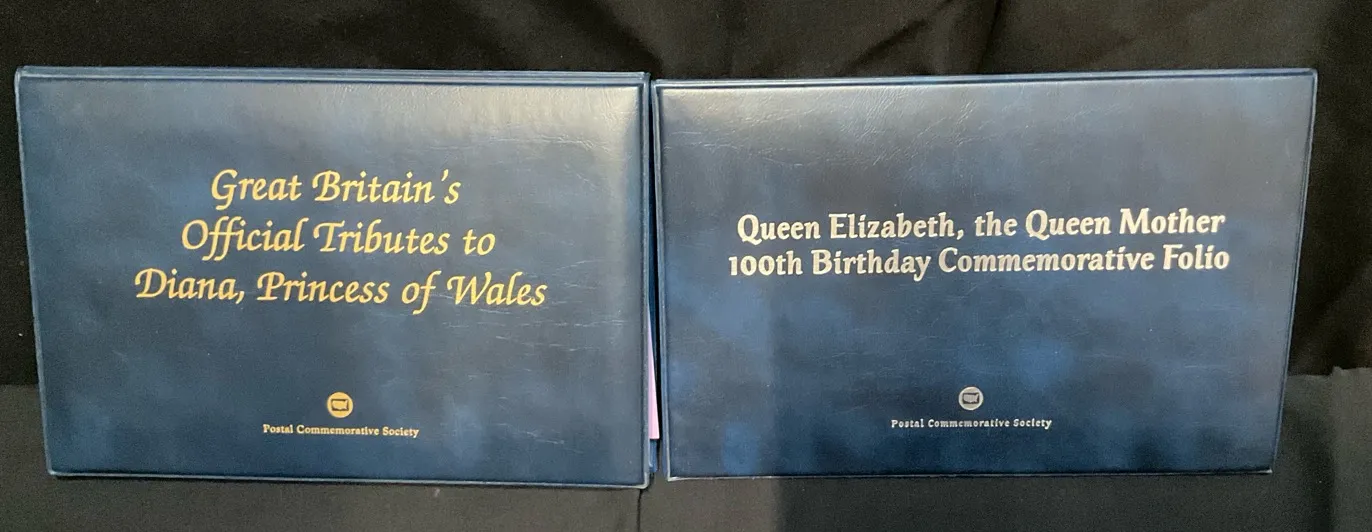 Great Britain's
Official Tributes to
Diana, Princess of Wales
Postal Commemorative Society
Queen Elizabeth, the Queen Mother
100th Birthday Commemorative Folio
Postal Commemorative Society